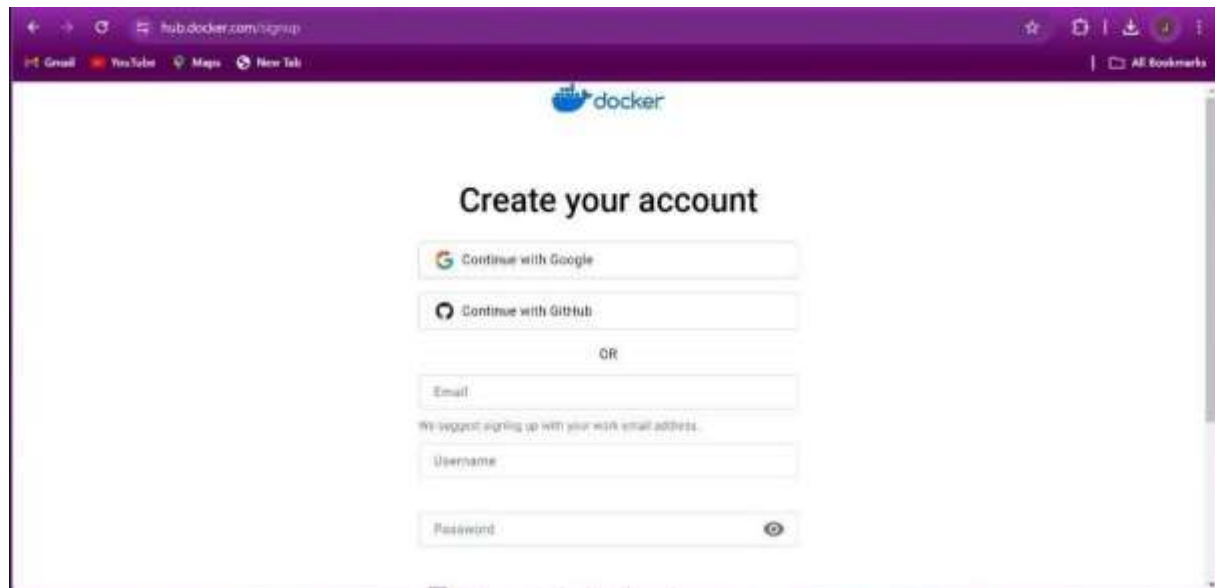 hub.docker.com/signup
Gmail YouTube Maps New Tab All Bookmarks
docker
Create your account
Continue with Google
Continue with GitHub
OR
Email
We suggest signing up with your work email address.
Username
Password